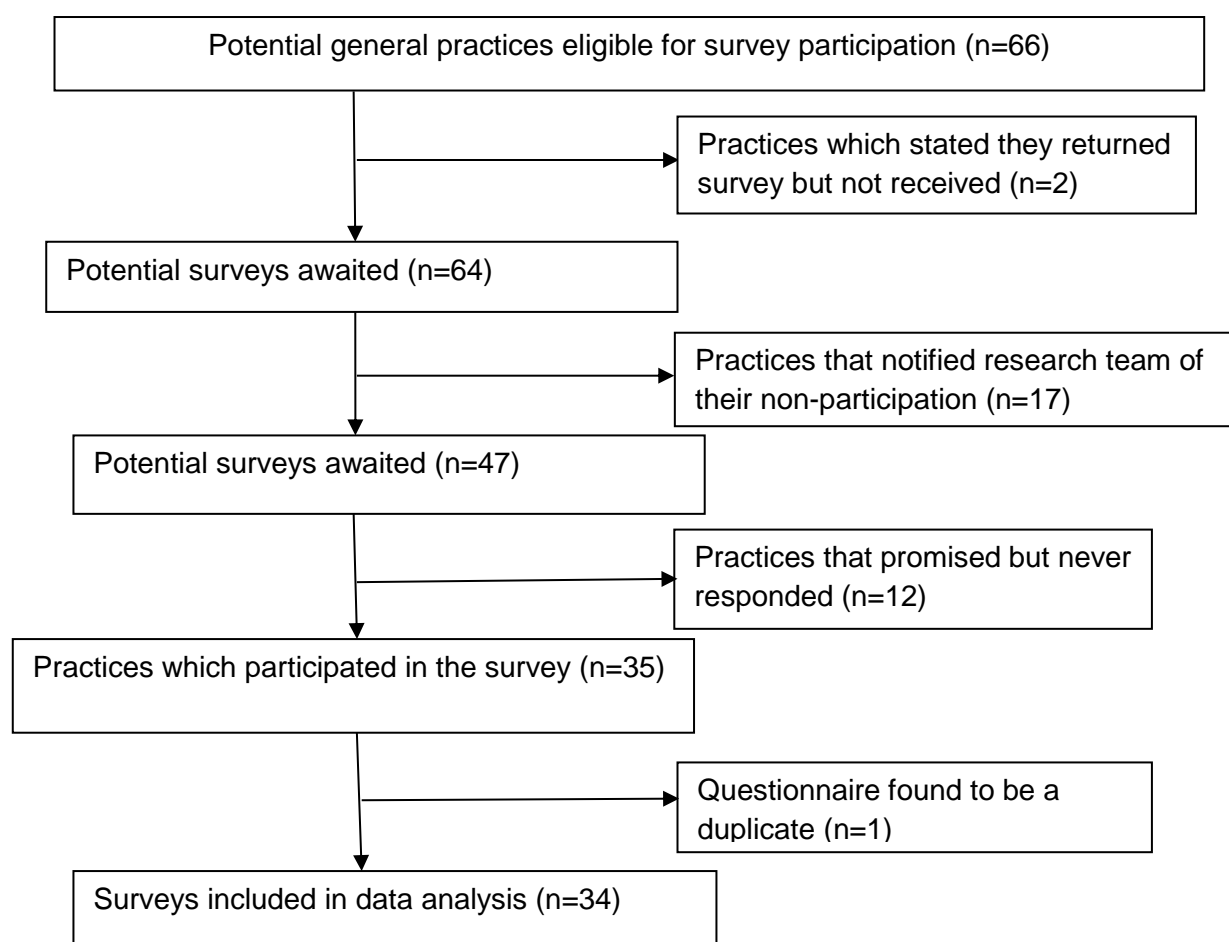 Potential general practices eligible for survey participation (n=66)
Practices which stated they returned
survey but not received (n=2)
Potential surveys awaited (n=64)
Practices that notified research team of
their non-participation (n=17)
Potential surveys awaited (n=47)
Practices that promised but never
responded (n=12)
Practices which participated in the survey (n=35)
Questionnaire found to be a
duplicate (n=1)
Surveys included in data analysis (n=34)